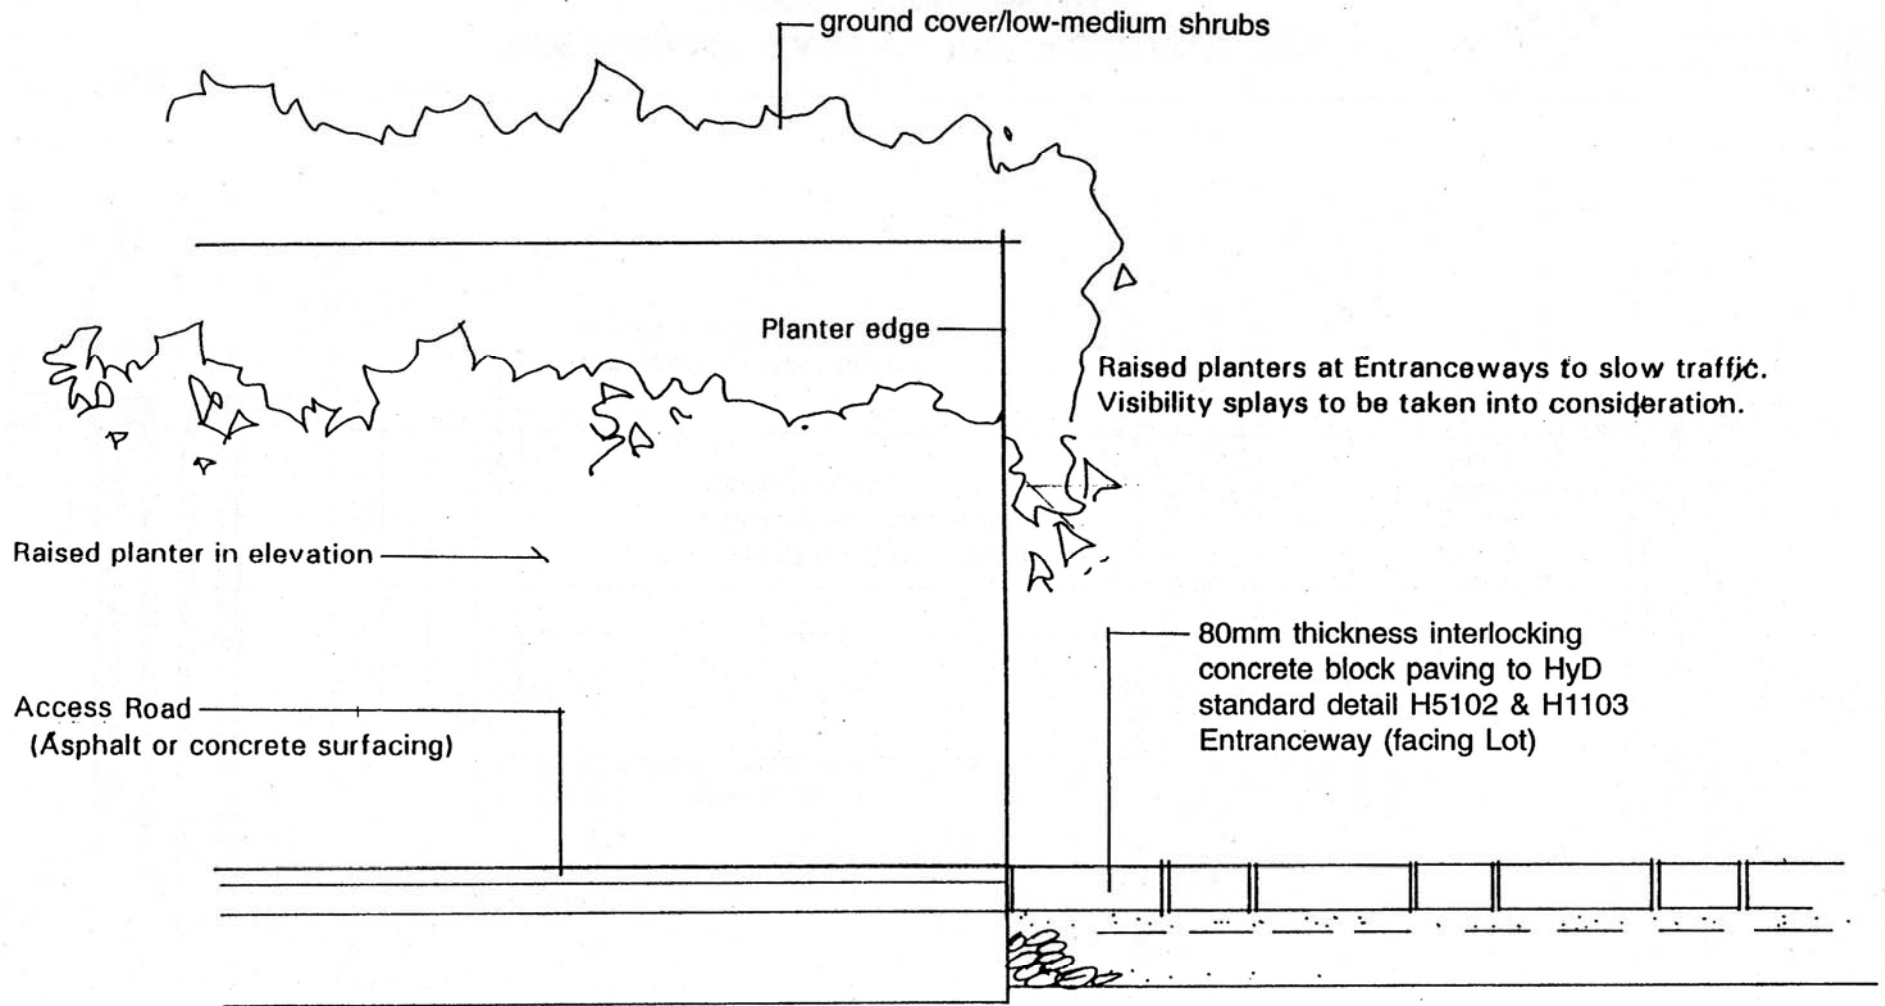 ground cover/low-medium shrubs
Planter edge
Raised planters at Entranceways to slow traffic.
Visibility splays to be taken into consideration.
Raised planter in elevation
80mm thickness interlocking
concrete block paving to HyD
standard detail H5102 & H1103
Entranceway (facing Lot)
Access Road
(Asphalt or concrete surfacing)